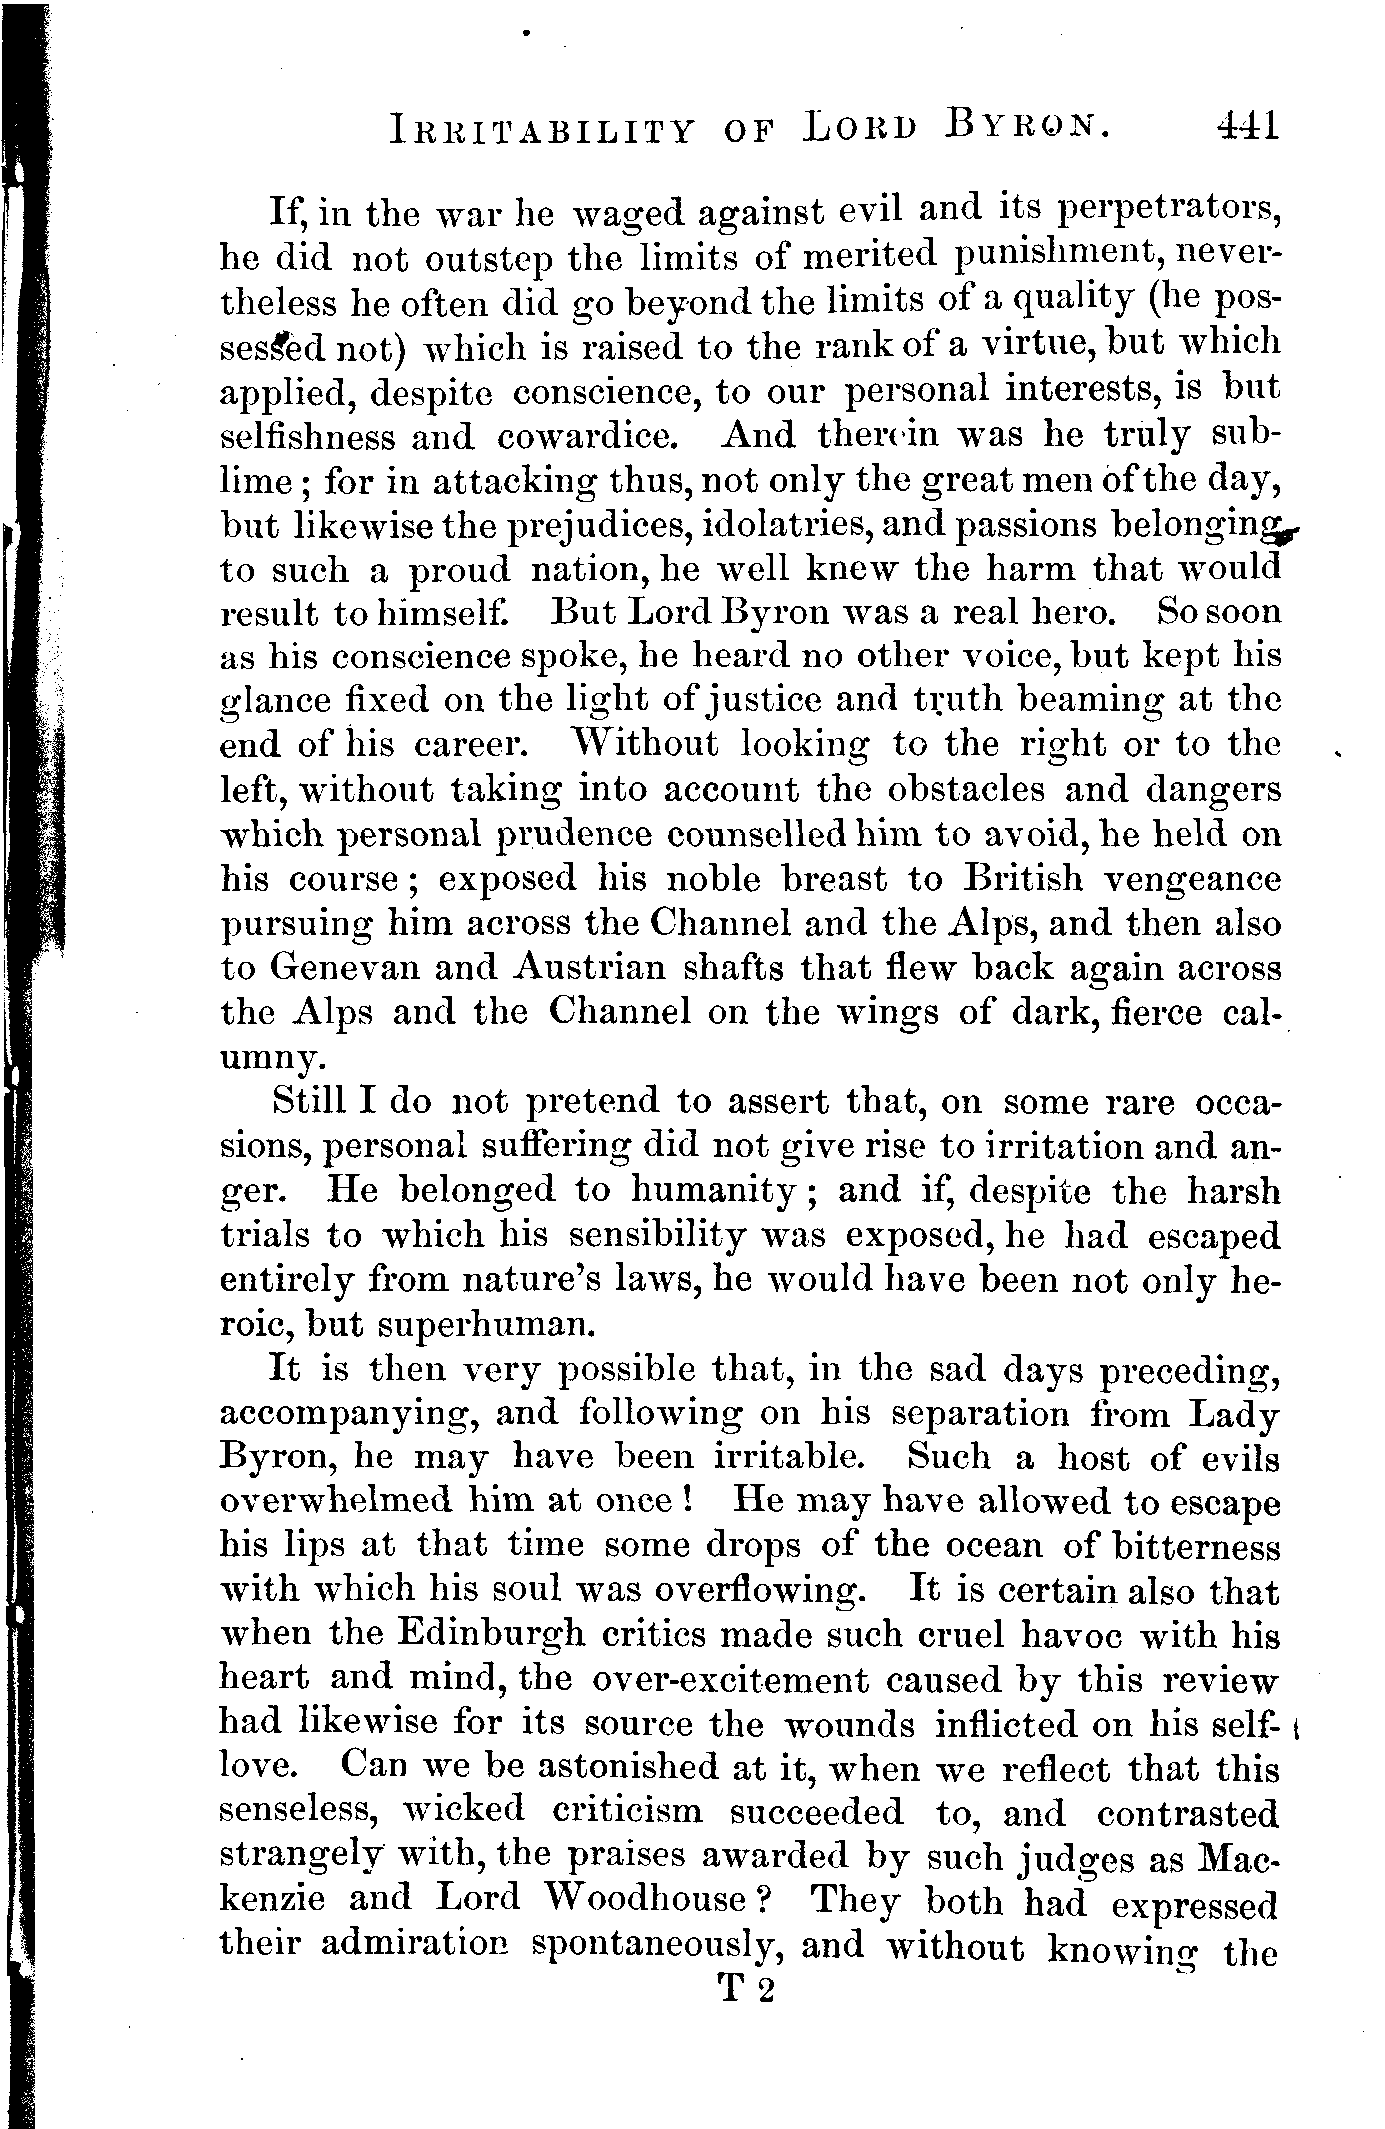 IRRITABILITY OF LORD BYRON. 441
If, in the war he waged against evil and its perpetrators,
he did not outstep the limits of merited punishment, never-
theless he often did go beyond the limits of a quality (he pos-
sessed not) which is raised to the rank of a virtue, but which
applied, despite conscience, to our personal interests, is but
selfishness and cowardice. And therein was he truly sub-
lime; for in attacking thus, not only the great men of the day,
but likewise the prejudices, idolatries, and passions belonging
to such a proud nation, he well knew the harm that would
result to himself. But Lord Byron was a real hero. So soon
as his conscience spoke, he heard no other voice, but kept his
glance fixed on the light of justice and truth beaming at the
end of his career. Without looking to the right or to the
left, without taking into account the obstacles and dangers
which personal prudence counselled him to avoid, he held on
his course; exposed his noble breast to British vengeance
pursuing him across the Channel and the Alps, and then also
to Genevan and Austrian shafts that flew back again across
the Alps and the Channel on the wings of dark, fierce cal-
umny.
Still I do not pretend to assert that, on some rare occa-
sions, personal suffering did not give rise to irritation and an-
ger. He belonged to humanity; and if, despite the harsh
trials to which his sensibility was exposed, he had escaped
entirely from nature's laws, he would have been not only he-
roic, but superhuman.
It is then very possible that, in the sad days preceding,
accompanying, and following on his separation from Lady
Byron, he may have been irritable. Such a host of evils
overwhelmed him at once! He may have allowed to escape
his lips at that time some drops of the ocean of bitterness
with which his soul was overflowing. It is certain also that
when the Edinburgh critics made such cruel havoc with his
heart and mind, the over-excitement caused by this review
had likewise for its source the wounds inflicted on his self-
love. Can we be astonished at it, when we reflect that this
senseless, wicked criticism succeeded to, and contrasted
strangely with, the praises awarded by such judges as Mac-
kenzie and Lord Woodhouse? They both had expressed
their admiration spontaneously, and without knowing the
T 2